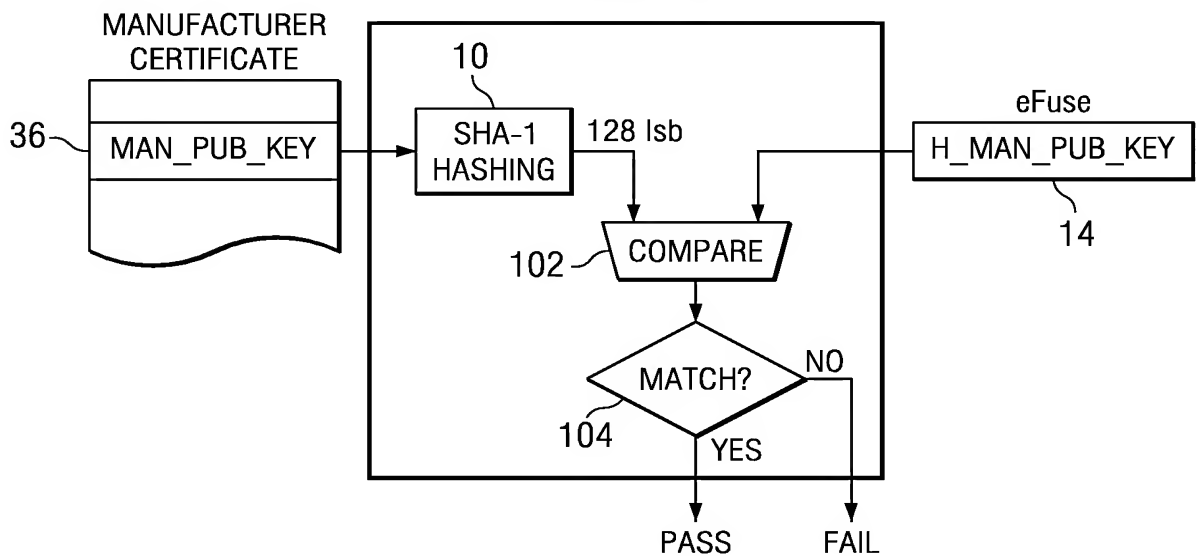 MANUFACTURER
CERTIFICATE
36
MAN_PUB_KEY
10
SHA-1
HASHING
128 lsb
eFuse
H_MAN_PUB_KEY
14
102
COMPARE
MATCH?
NO
104
YES
PASS
FAIL